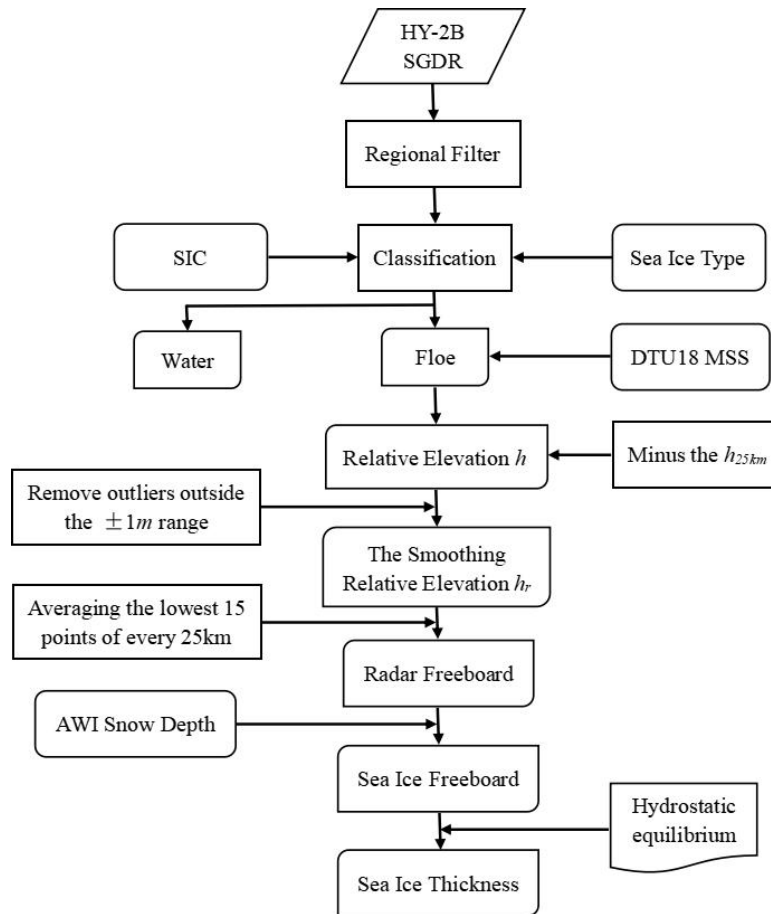 HY-2B
SGDR
Regional Filter
SIC
Classification
Sea Ice Type
Water
Floe
DTU18 MSS
Relative Elevation h
Minus the h25km
Remove outliers outside
the ±1m range
The Smoothing
Relative Elevation hr
Averaging the lowest 15
points of every 25km
Radar Freeboard
AWI Snow Depth
Sea Ice Freeboard
Hydrostatic
equilibrium
Sea Ice Thickness